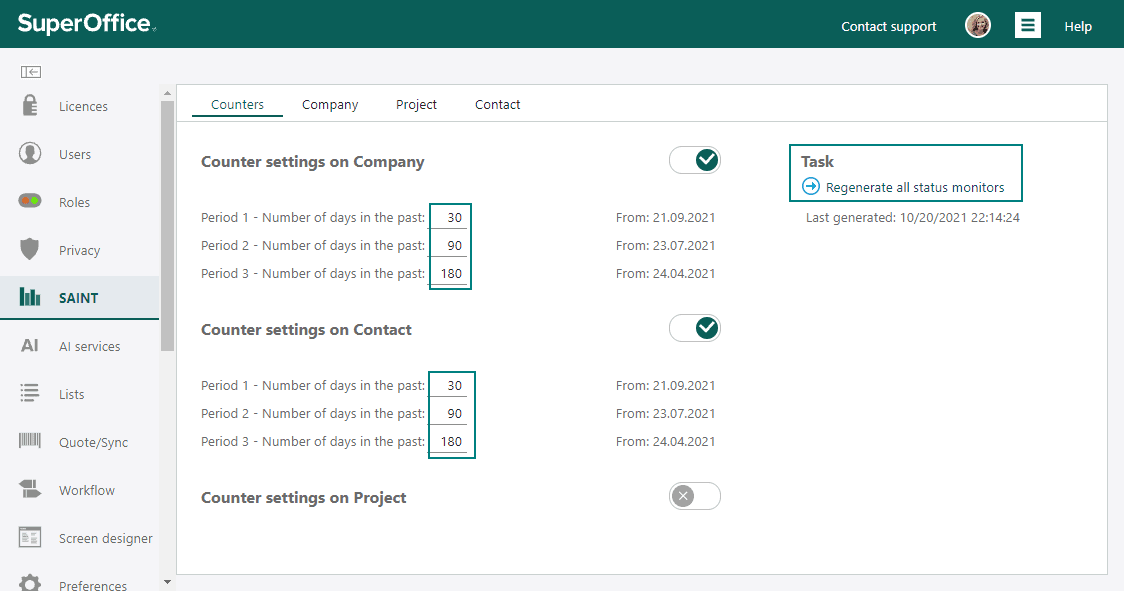 SuperOffice
Contact support
Help
Licences
Users
Roles
Privacy
SAINT
AI AI services
Lists
Quote/Sync
Workflow
Screen designer
Preferences
Counters Company Project Contact
Counter settings on Company
Period 1 - Number of days in the past: 30 From: 21.09.2021
Period 2 - Number of days in the past: 90 From: 23.07.2021
Period 3 - Number of days in the past: 180 From: 24.04.2021
Counter settings on Contact
Period 1 - Number of days in the past: 30 From: 21.09.2021
Period 2 - Number of days in the past: 90 From: 23.07.2021
Period 3 - Number of days in the past: 180 From: 24.04.2021
Counter settings on Project
Task
Regenerate all status monitors
Last generated: 10/20/2021 22:14:24